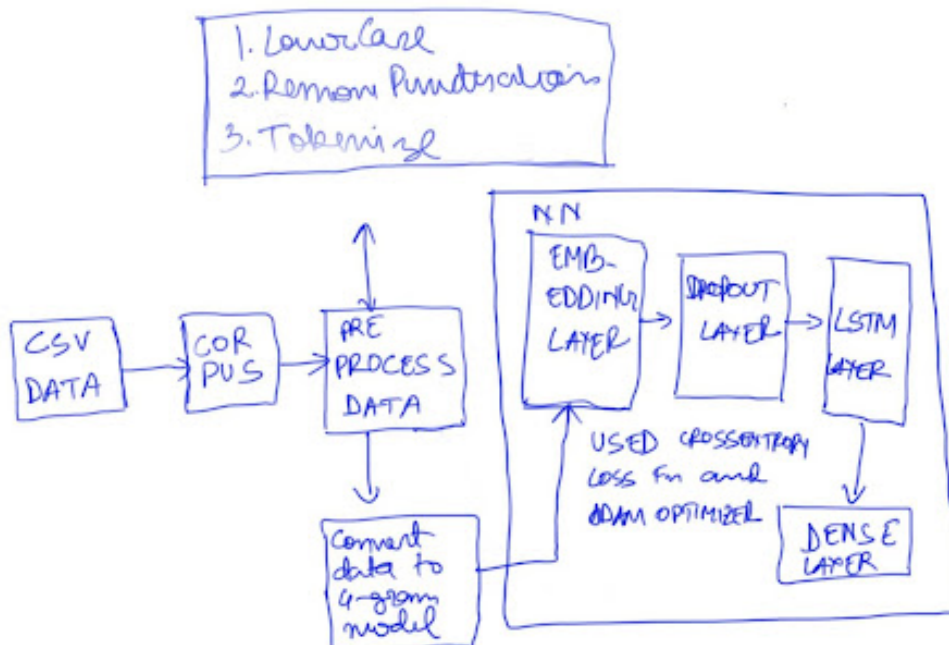 1. LowerCase
2. Remove Punctuations
3. Tokenize
CSV
DATA
COR
PUS
PRE
PROCESS
DATA
Convert
data to
4-gram
model
NN
EMB-
EDDING
LAYER
DROPOUT
LAYER
LSTM
LAYER
USED CROSSENTROPY
LOSS Fn and
ADAM OPTIMIZER
DENSE
LAYER